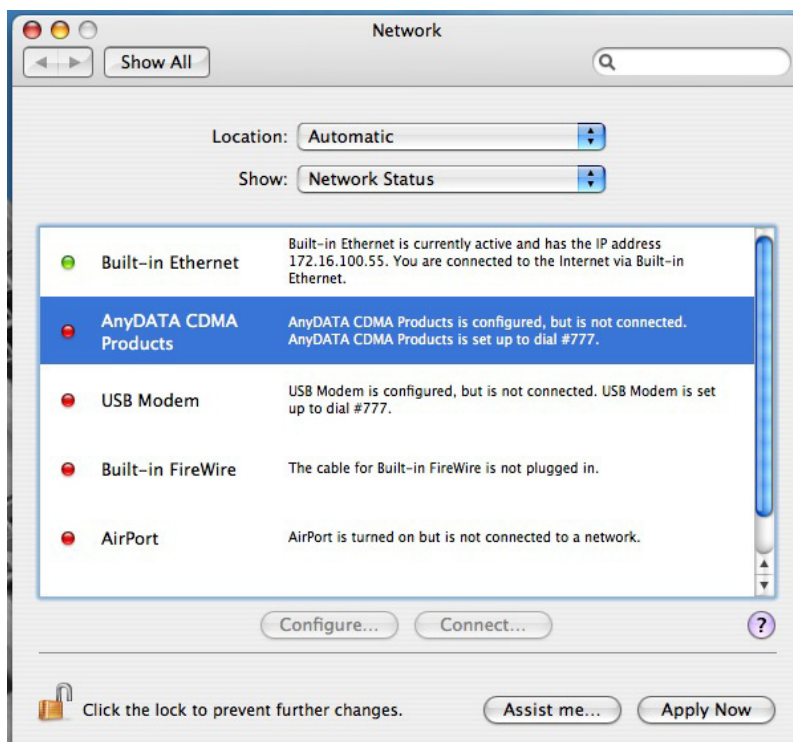 Network
Show All
Location: Automatic
Show: Network Status
Built-in Ethernet
Built-in Ethernet is currently active and has the IP address
172.16.100.55. You are connected to the Internet via Built-in
Ethernet.
AnyDATA CDMA
Products
AnyDATA CDMA Products is configured, but is not connected.
AnyDATA CDMA Products is set up to dial #777.
USB Modem
USB Modem is configured, but is not connected. USB Modem is set
up to dial #777.
Built-in FireWire
The cable for Built-in FireWire is not plugged in.
AirPort
AirPort is turned on but is not connected to a network.
Configure... Connect... ?
Click the lock to prevent further changes. Assist me... Apply Now